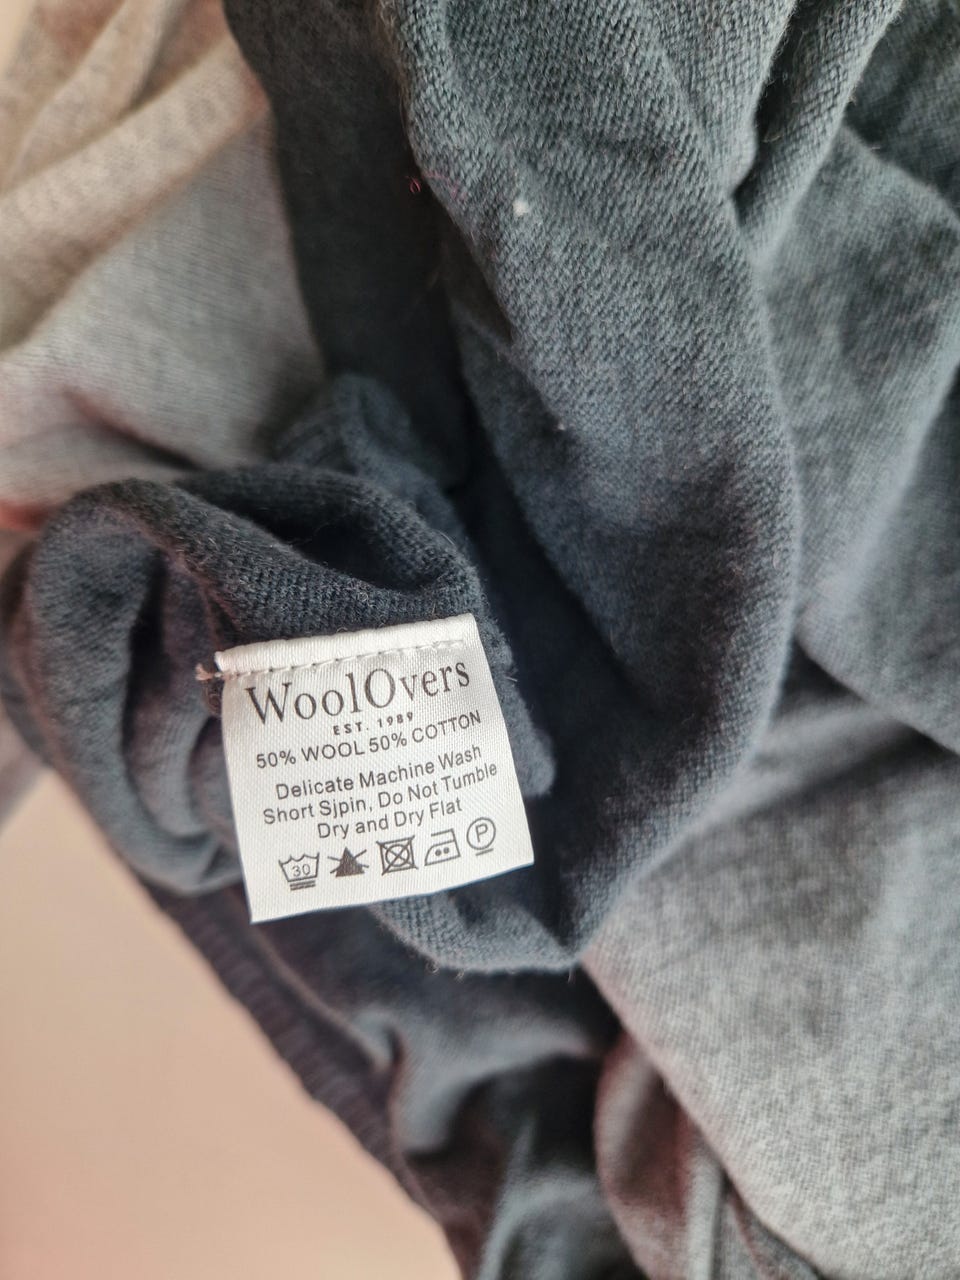 WoolOvers
EST. 1989
50% WOOL 50% COTTON
Delicate Machine Wash
Short Sjpin, Do Not Tumble
Dry and Dry Flat
30 P